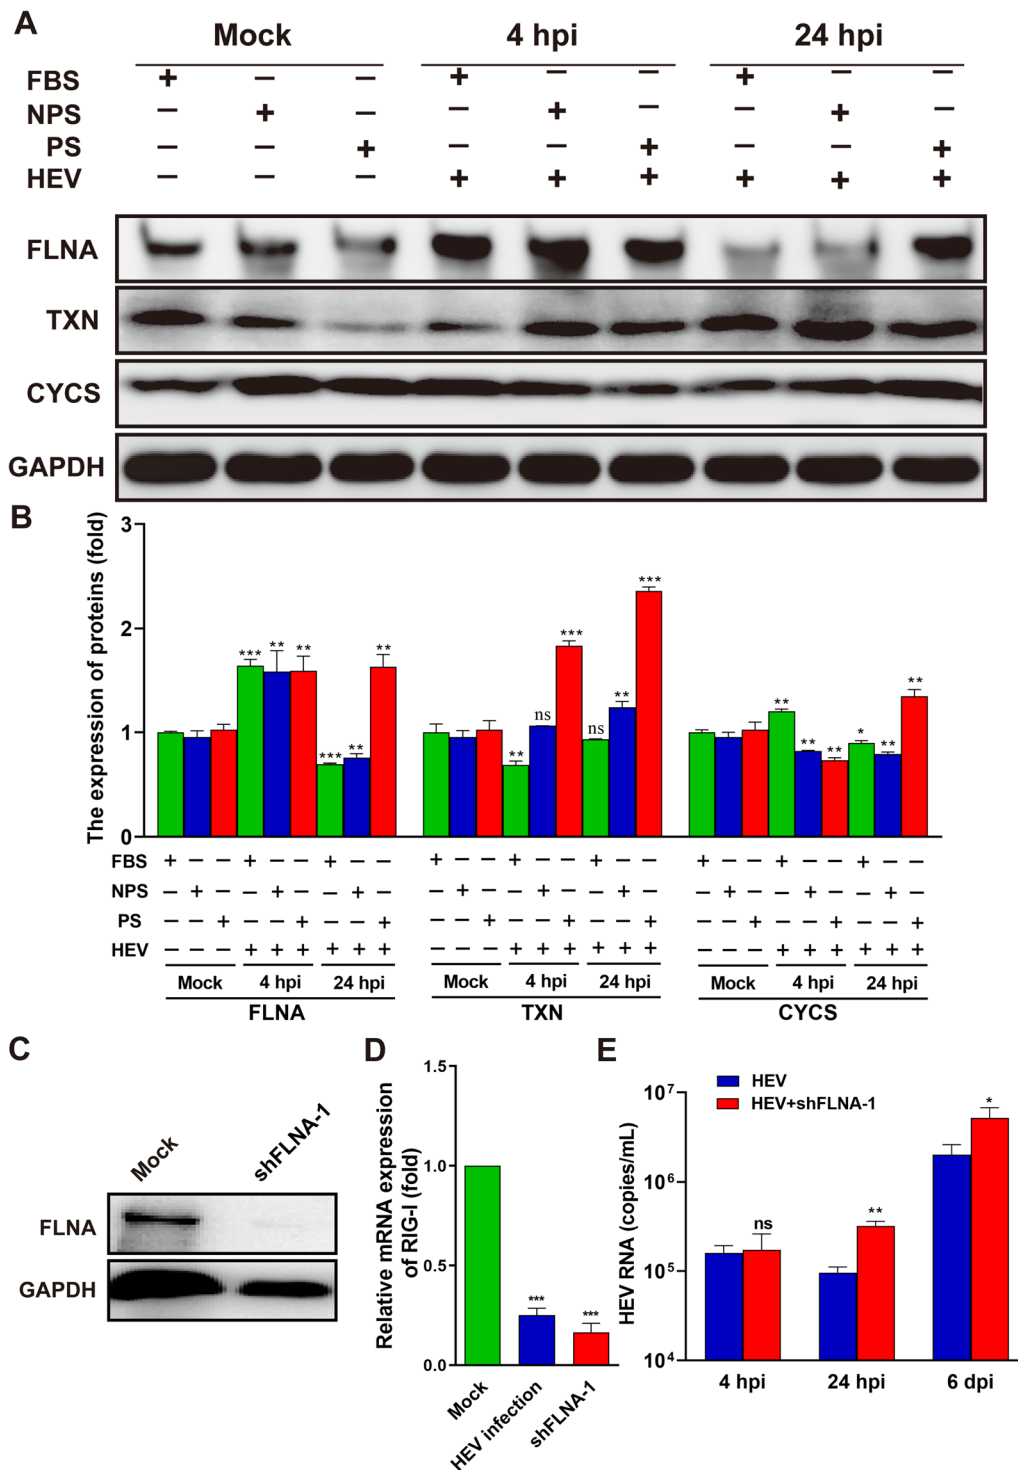 A
Mock 4 hpi 24 hpi
FBS + − − + − − + − −
NPS − + − − + − − + −
PS − − + − − + − − +
HEV − − − + + + + + +
FLNA
TXN
CYCS
GAPDH
B
The expression of proteins (fold)
3
2
1
0
*** ** ** *** ** **
** ns *** ns ** ***
** ** ** * ** **
FBS + − − + − − + − − + − − + − − + − − + − − + − − + − −
NPS − + − − + − − + − − + − − + − − + − − + − − + − − + −
PS − − + − − + − − + − − + − − + − − + − − + − − + − − +
HEV − − − + + + + + + − − − + + + + + + − − − + + + + + +
Mock 4 hpi 24 hpi Mock 4 hpi 24 hpi Mock 4 hpi 24 hpi
FLNA TXN CYCS
C
Mock shFLNA-1
FLNA
GAPDH
D
Relative mRNA expression
of RIG-I (fold)
1.5
1.0
0.5
0.0
*** ***
Mock HEV infection shFLNA-1
E
HEV
HEV+shFLNA-1
HEV RNA (copies/mL)
10⁷
10⁶
10⁵
10⁴
ns ** *
4 hpi 24 hpi 6 dpi